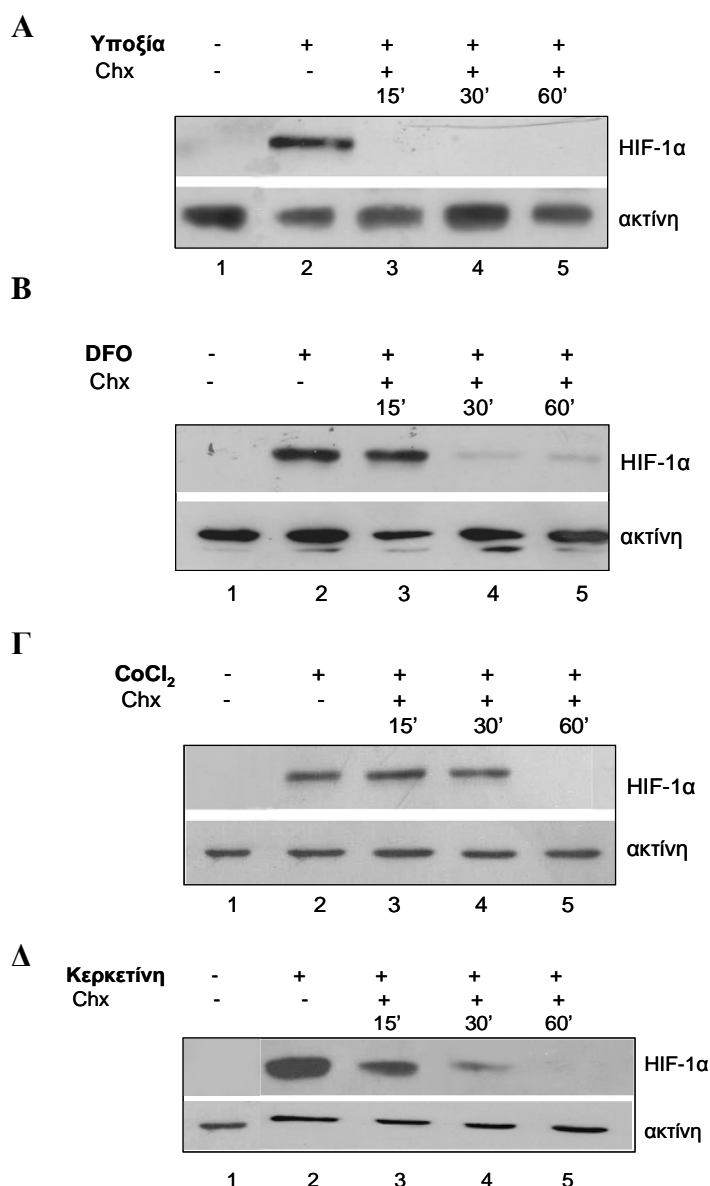 Α
Υποξία - + + + +
Chx - - + + +
15’ 30’ 60’
HIF-1α
ακτίνη
1 2 3 4 5
Β
DFO - + + + +
Chx - - + + +
15’ 30’ 60’
HIF-1α
ακτίνη
1 2 3 4 5
Γ
CoCl₂ - + + + +
Chx - - + + +
15’ 30’ 60’
HIF-1α
ακτίνη
1 2 3 4 5
Δ
Κερκετίνη - + + + +
Chx - - + + +
15’ 30’ 60’
HIF-1α
ακτίνη
1 2 3 4 5